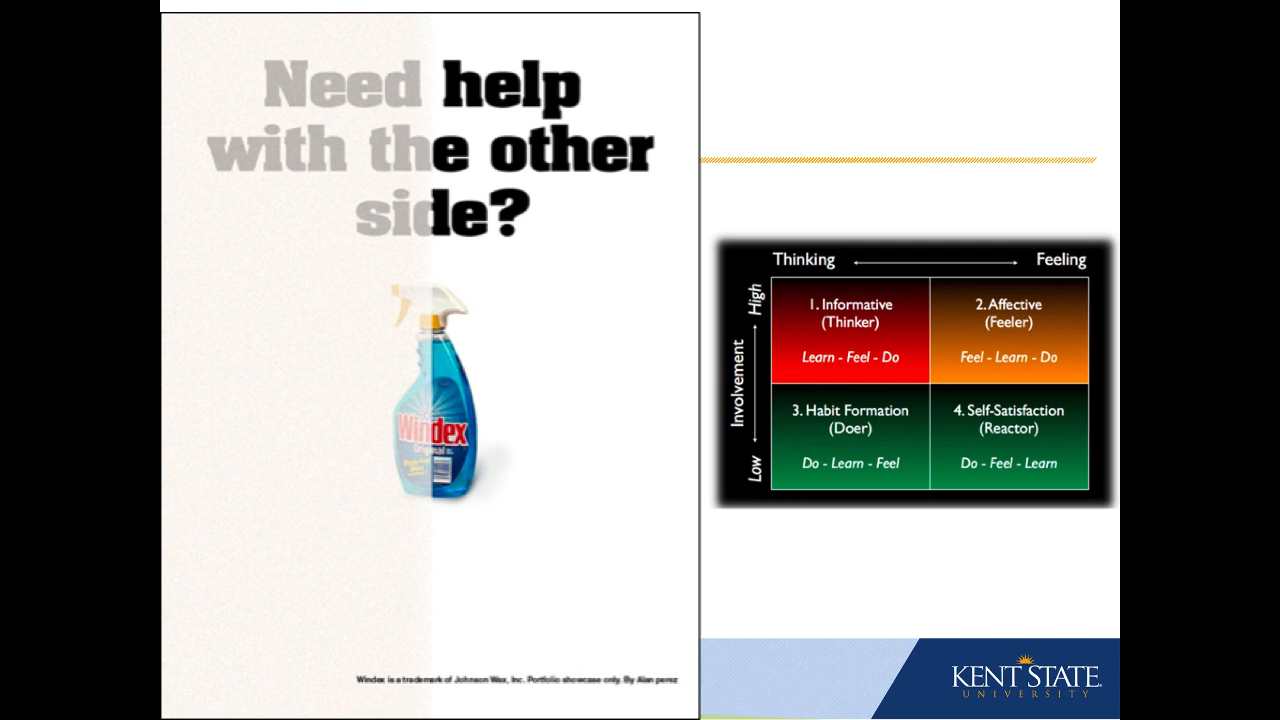 Need help
with the other
side?
Windex
Original
Windex is a trademark of Johnson Wax, Inc. Portfolio showcase only. By Alan perez
Thinking Feeling
Involvement
High
Low
1. Informative
(Thinker)
Learn - Feel - Do
2. Affective
(Feeler)
Feel - Learn - Do
3. Habit Formation
(Doer)
Do - Learn - Feel
4. Self-Satisfaction
(Reactor)
Do - Feel - Learn
KENT STATE
UNIVERSITY